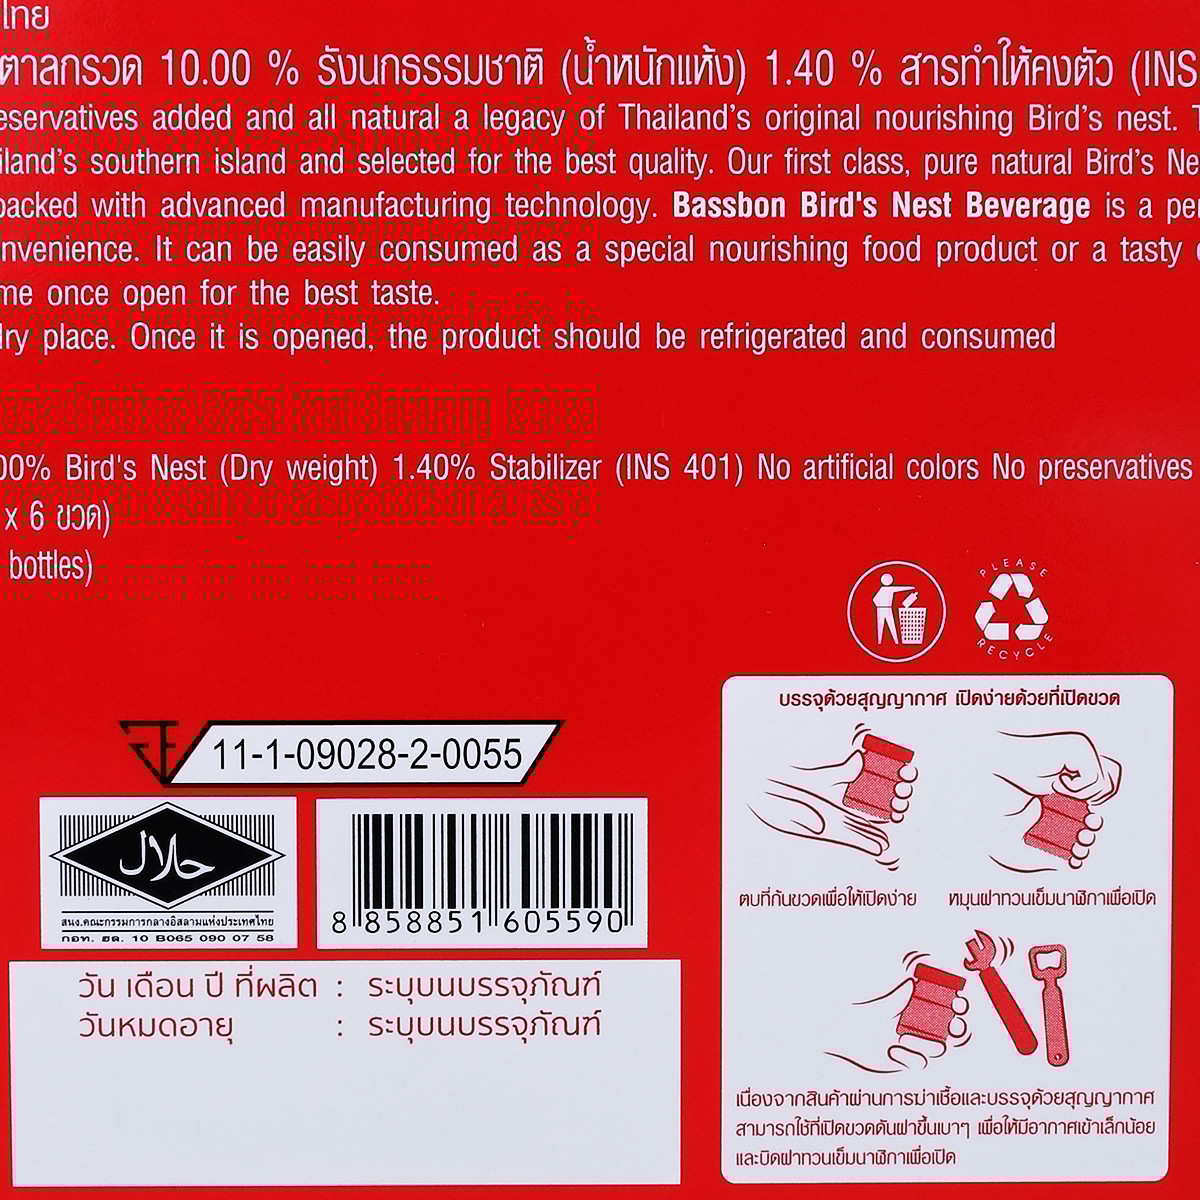 ไทย
ตาลกรวด 10.00 % รังนกธรรมชาติ (น้ำหนักแห้ง) 1.40 % สารทำให้คงตัว (INS
eservatives added and all natural a legacy of Thailand's original nourishing Bird's nest. T
iland's southern island and selected for the best quality. Our first class, pure natural Bird's Ne
packed with advanced manufacturing technology. Bassbon Bird's Nest Beverage is a per
nvenience. It can be easily consumed as a special nourishing food product or a tasty
me once open for the best taste.
dry place. Once it is opened, the product should be refrigerated and consumed
00% Bird's Nest (Dry weight) 1.40% Stabilizer (INS 401) No artificial colors No preservatives
x 6 ขวด)
bottles)
PLEASE
RECYCLE
บรรจุด้วยสุญญากาศ เปิดง่ายด้วยที่เปิดขวด
11-1-09028-2-0055
حلال
สนง.คณะกรรมการกลางอิสลามแห่งประเทศไทย
กอท. ฮล. 10 B065 090 07 58
8 858851 605590
ตบที่ก้นขวดเพื่อให้เปิดง่าย
หมุนฝาทวนเข็มนาฬิกาเพื่อเปิด
วัน เดือน ปี ที่ผลิต : ระบุบนบรรจุภัณฑ์
วันหมดอายุ : ระบุบนบรรจุภัณฑ์
เนื่องจากสินค้าผ่านการฆ่าเชื้อและบรรจุด้วยสุญญากาศ
สามารถใช้ที่เปิดขวดดันฝาขึ้นเบาๆ เพื่อให้มีอากาศเข้าเล็กน้อย
และบิดฝาทวนเข็มนาฬิกาเพื่อเปิด